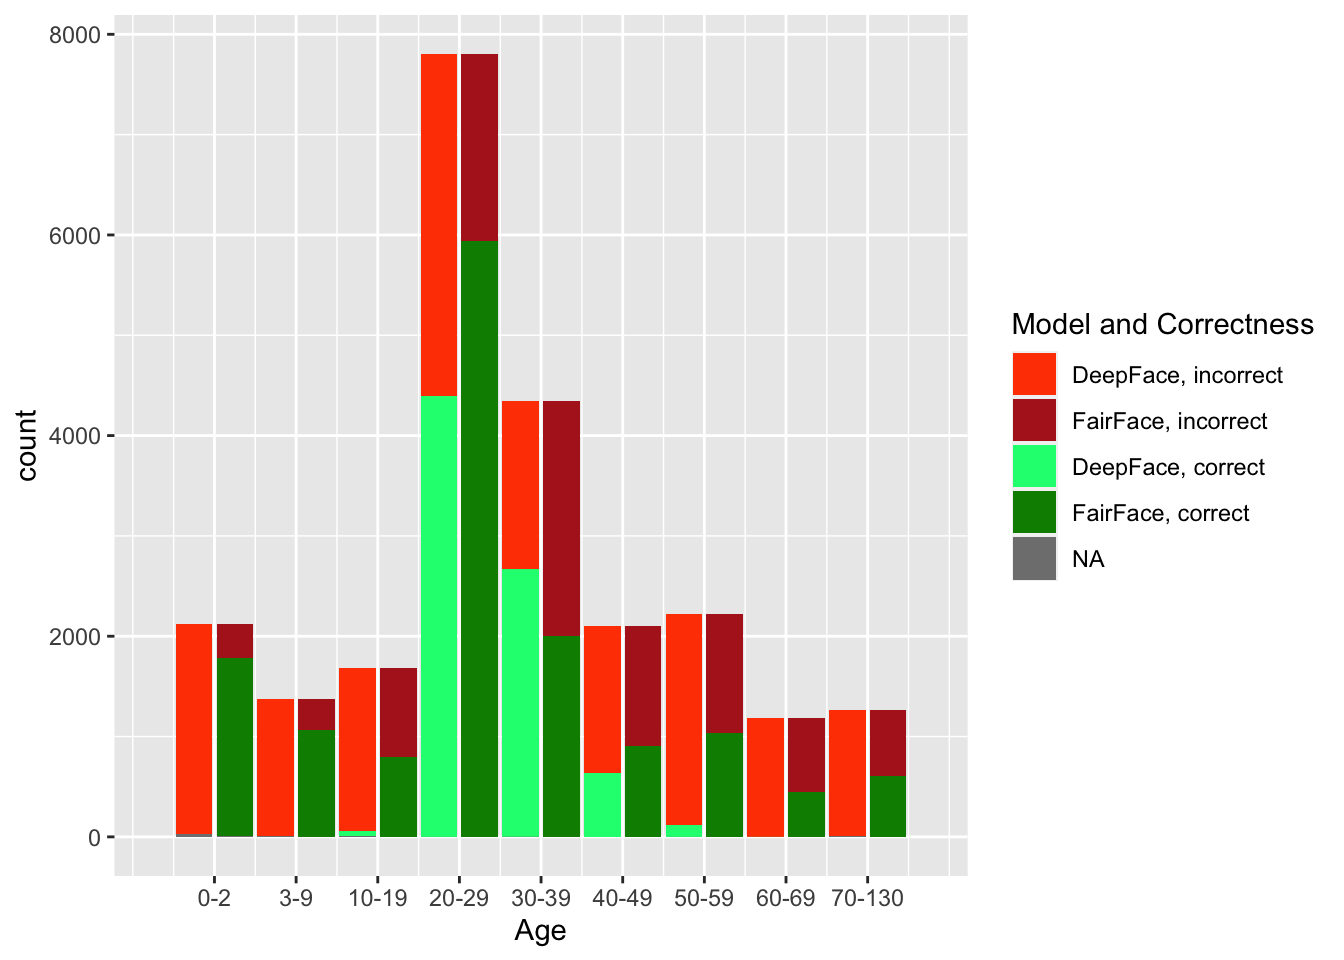 8000
6000
4000
2000
0
count
0-2 3-9 10-19 20-29 30-39 40-49 50-59 60-69 70-130
Age
Model and Correctness
DeepFace, incorrect
FairFace, incorrect
DeepFace, correct
FairFace, correct
NA